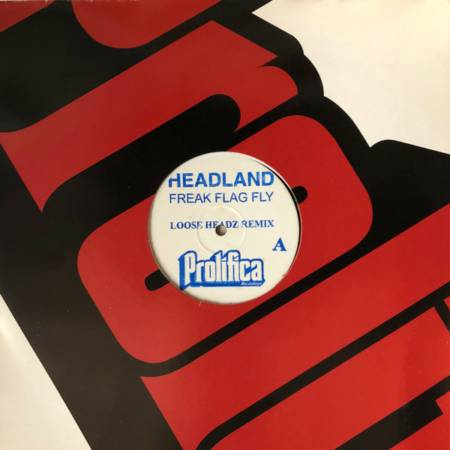 HEADLAND
FREAK FLAG FLY
LOOSE HEADZ REMIX
A
Prolifica